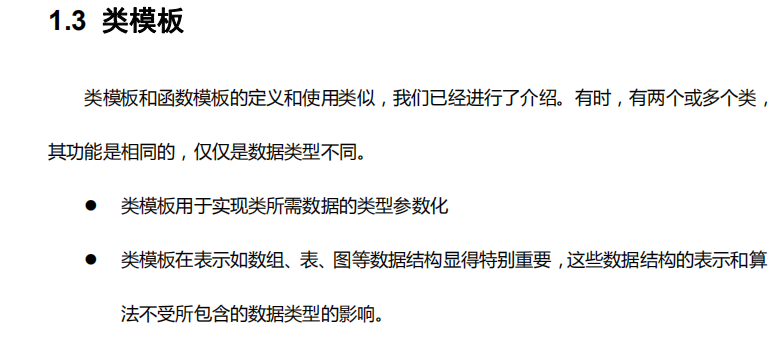 1.3 类模板
类模板和函数模板的定义和使用类似，我们已经进行了介绍。有时，有两个或多个类，
其功能是相同的，仅仅是数据类型不同。
● 类模板用于实现类所需数据的类型参数化
● 类模板在表示如数组、表、图等数据结构显得特别重要，这些数据结构的表示和算
法不受所包含的数据类型的影响。